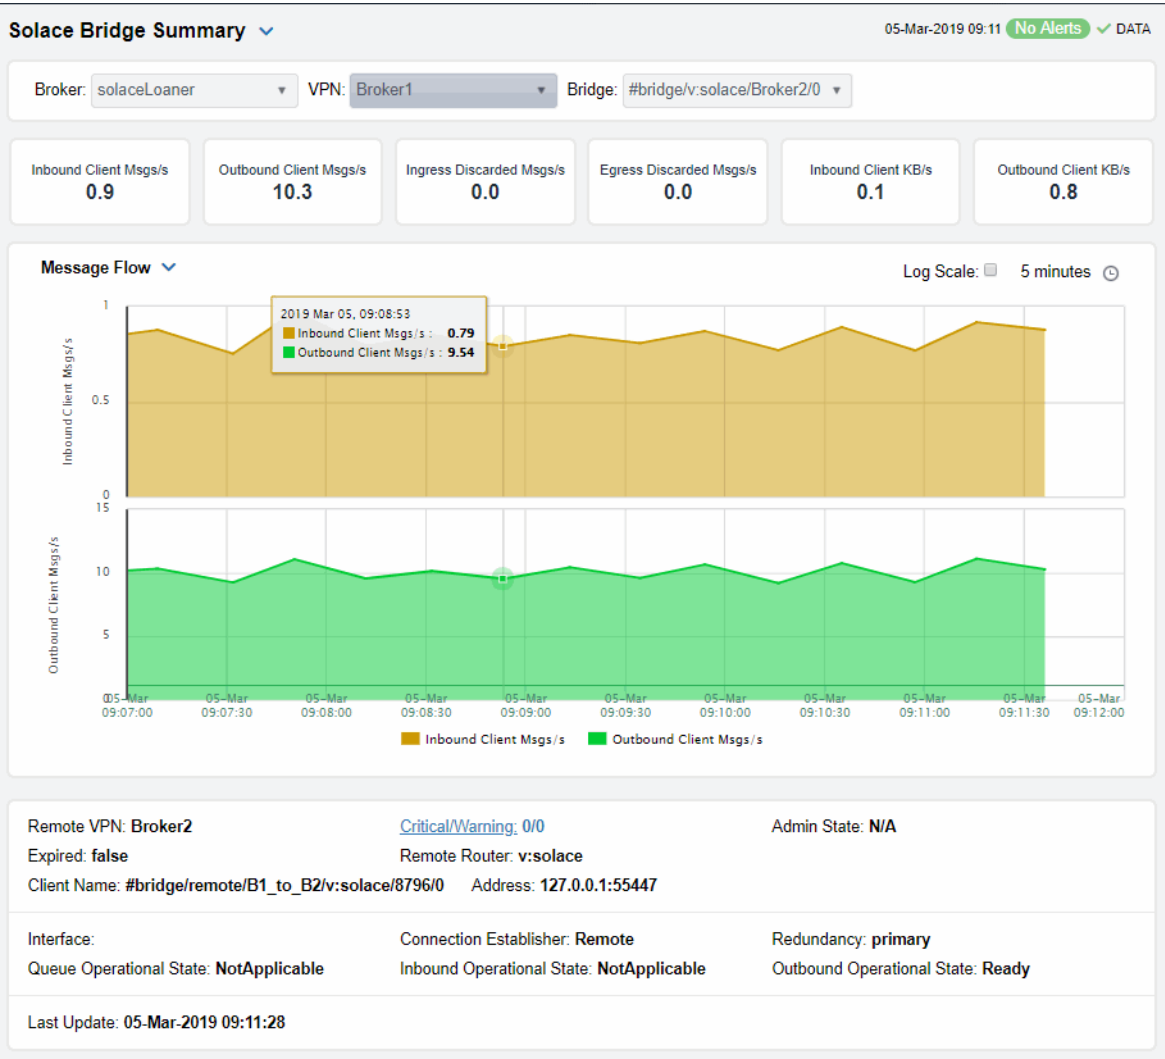 Solace Bridge Summary
05-Mar-2019 09:11 No Alerts DATA
Broker: solaceLoaner VPN: Broker1 Bridge: #bridge/v:solace/Broker2/0
Inbound Client Msgs/s
0.9
Outbound Client Msgs/s
10.3
Ingress Discarded Msgs/s
0.0
Egress Discarded Msgs/s
0.0
Inbound Client KB/s
0.1
Outbound Client KB/s
0.8
Message Flow
Log Scale: 5 minutes
2019 Mar 05, 09:08:53
Inbound Client Msgs/s : 0.79
Outbound Client Msgs/s : 9.54
Inbound Client Msgs/s
1
0.5
0
Outbound Client Msgs/s
15
10
5
0
05-Mar 05-Mar 05-Mar 05-Mar 05-Mar 05-Mar 05-Mar 05-Mar 05-Mar 05-Mar 05-Mar
09:07:00 09:07:30 09:08:00 09:08:30 09:09:00 09:09:30 09:10:00 09:10:30 09:11:00 09:11:30 09:12:00
Inbound Client Msgs/s Outbound Client Msgs/s
Remote VPN: Broker2 Critical/Warning: 0/0 Admin State: N/A
Expired: false Remote Router: v:solace
Client Name: #bridge/remote/B1_to_B2/v:solace/8796/0 Address: 127.0.0.1:55447
Interface: Connection Establisher: Remote Redundancy: primary
Queue Operational State: NotApplicable Inbound Operational State: NotApplicable Outbound Operational State: Ready
Last Update: 05-Mar-2019 09:11:28